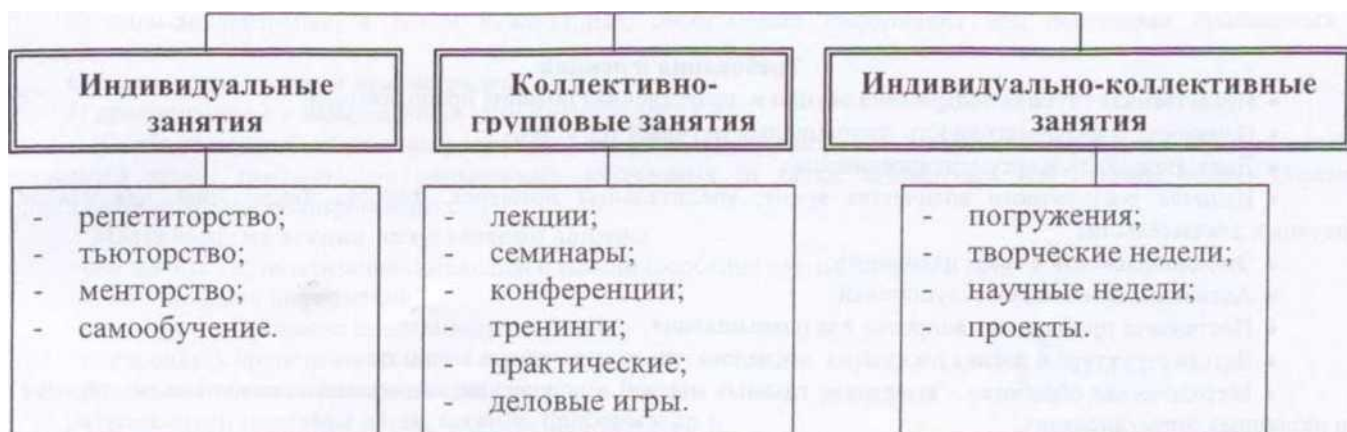 Индивидуальные
занятия
Коллективно-
групповые занятия
Индивидуально-коллективные
занятия
- репетиторство;
- тьюторство;
- менторство;
- самообучение.
- лекции;
- семинары;
- конференции;
- тренинги;
- практические;
- деловые игры.
- погружения;
- творческие недели;
- научные недели;
- проекты.